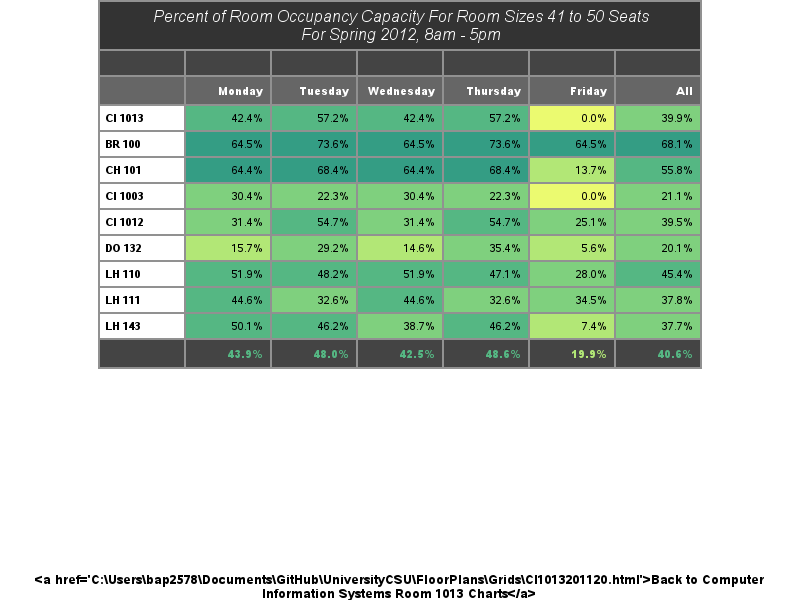 Percent of Room Occupancy Capacity For Room Sizes 41 to 50 Seats
For Spring 2012, 8am - 5pm
Monday Tuesday Wednesday Thursday Friday All
CI 1013 42.4% 57.2% 42.4% 57.2% 0.0% 39.9%
BR 100 64.5% 73.6% 64.5% 73.6% 64.5% 68.1%
CH 101 64.4% 68.4% 64.4% 68.4% 13.7% 55.8%
CI 1003 30.4% 22.3% 30.4% 22.3% 0.0% 21.1%
CI 1012 31.4% 54.7% 31.4% 54.7% 25.1% 39.5%
DO 132 15.7% 29.2% 14.6% 35.4% 5.6% 20.1%
LH 110 51.9% 48.2% 51.9% 47.1% 28.0% 45.4%
LH 111 44.6% 32.6% 44.6% 32.6% 34.5% 37.8%
LH 143 50.1% 46.2% 38.7% 46.2% 7.4% 37.7%
43.9% 48.0% 42.5% 48.6% 19.9% 40.6%
<a href='C:\Users\bap2578\Documents\GitHub\UniversityCSU\FloorPlans\Grids\CI1013201120.html'>Back to Computer
Information Systems Room 1013 Charts</a>